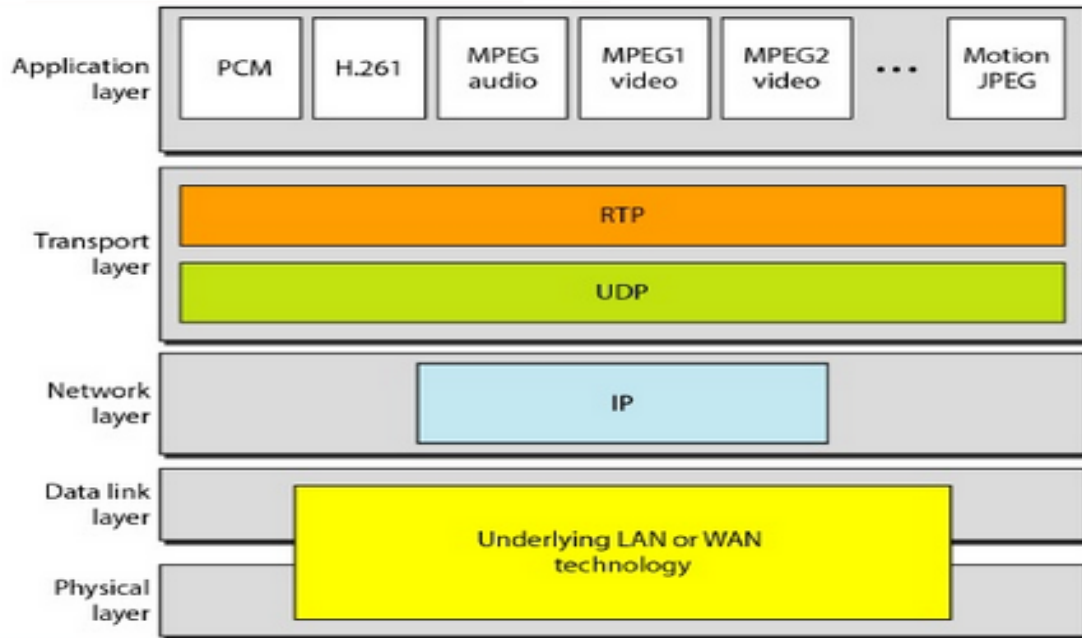 Application
layer
PCM
H.261
MPEG
audio
MPEG1
video
MPEG2
video
...
Motion
JPEG
Transport
layer
RTP
UDP
Network
layer
IP
Data link
layer
Underlying LAN or WAN
technology
Physical
layer